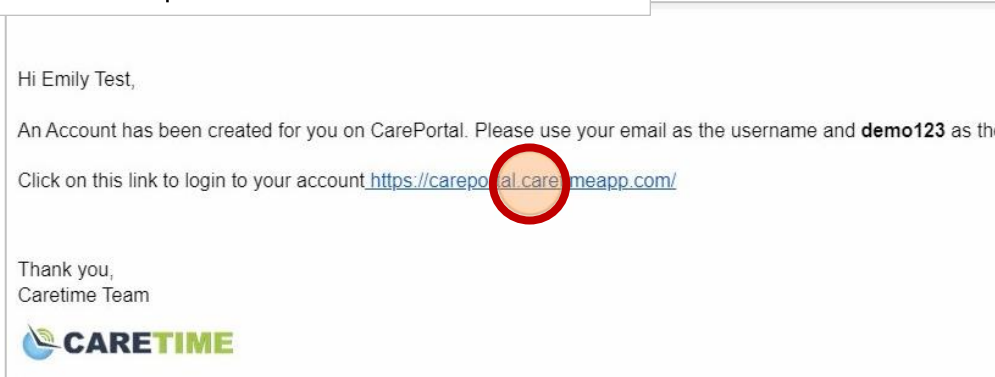 Hi Emily Test,
An Account has been created for you on CarePortal. Please use your email as the username and demo123 as the
Click on this link to login to your account https://careportal.caretimeapp.com/
Thank you,
Caretime Team
CARETIME